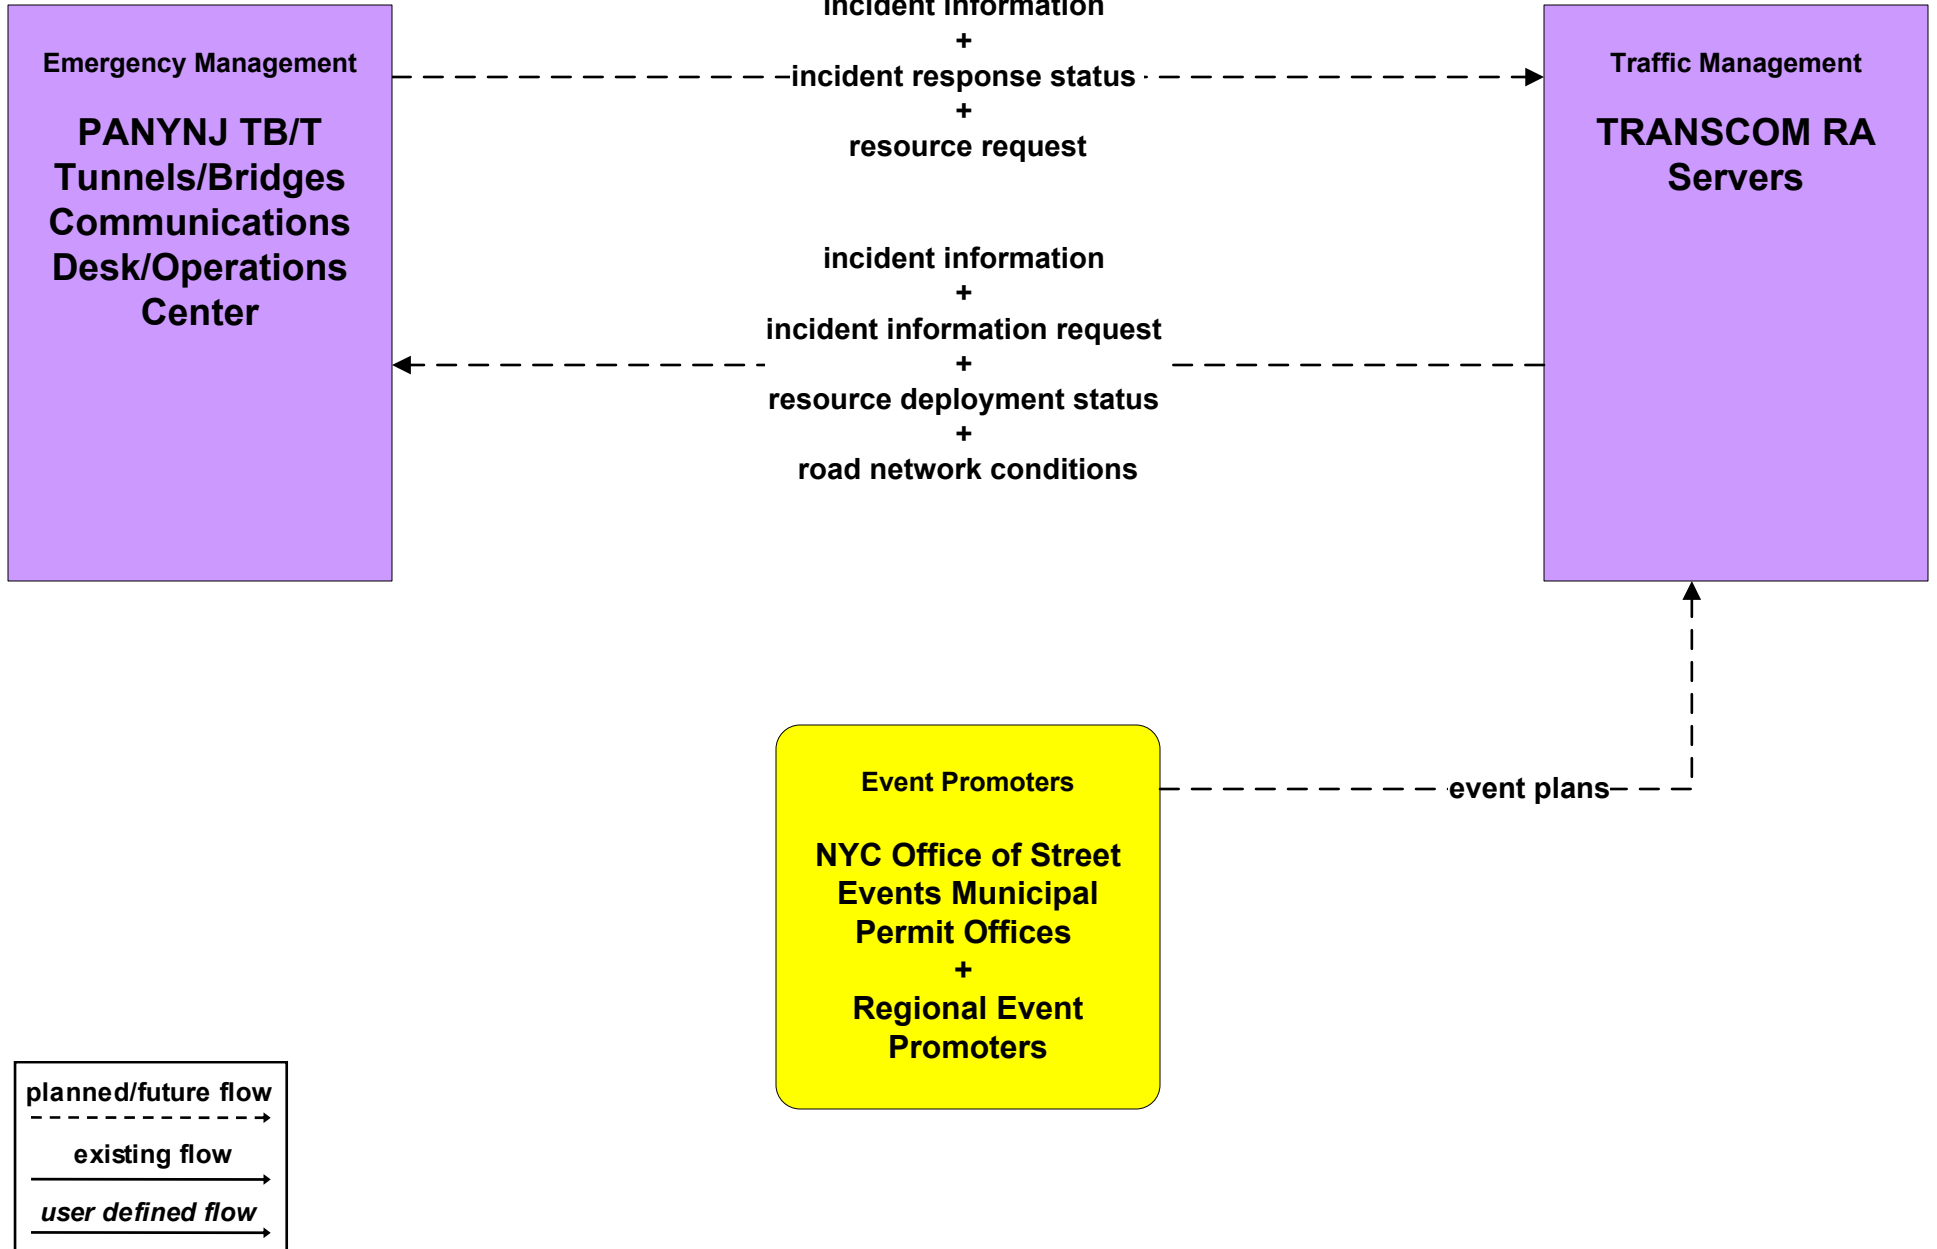 Emergency Management
PANYNJ TB/T
Tunnels/Bridges
Communications
Desk/Operations
Center
incident information
+
incident response status
+
resource request
Traffic Management
TRANSCOM RA
Servers
incident information
+
incident information request
+
resource deployment status
+
road network conditions
Event Promoters
NYC Office of Street
Events Municipal
Permit Offices
+
Regional Event
Promoters
event plans
planned/future flow
existing flow
user defined flow